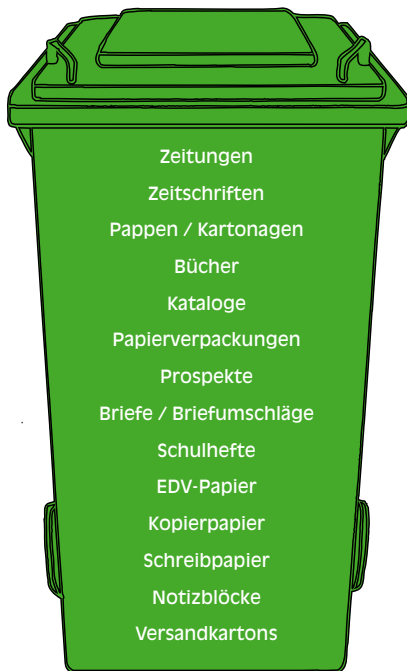 Zeitungen
Zeitschriften
Pappen / Kartonagen
Bücher
Kataloge
Papierverpackungen
Prospekte
Briefe / Briefumschläge
Schulhefte
EDV-Papier
Kopierpapier
Schreibpapier
Notizblöcke
Versandkartons